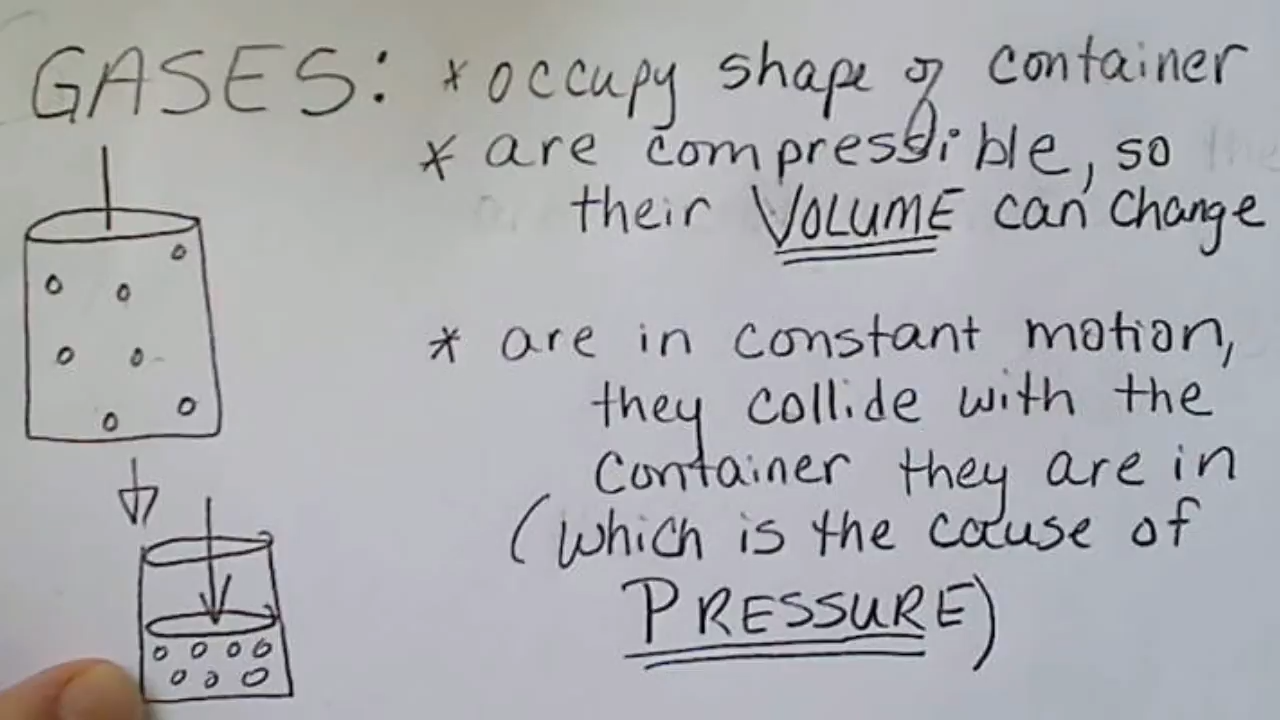 GASES: * occupy shape of container
* are compressible, so
their VOLUME can change
* are in constant motion,
they collide with the
container they are in
(which is the cause of
PRESSURE)